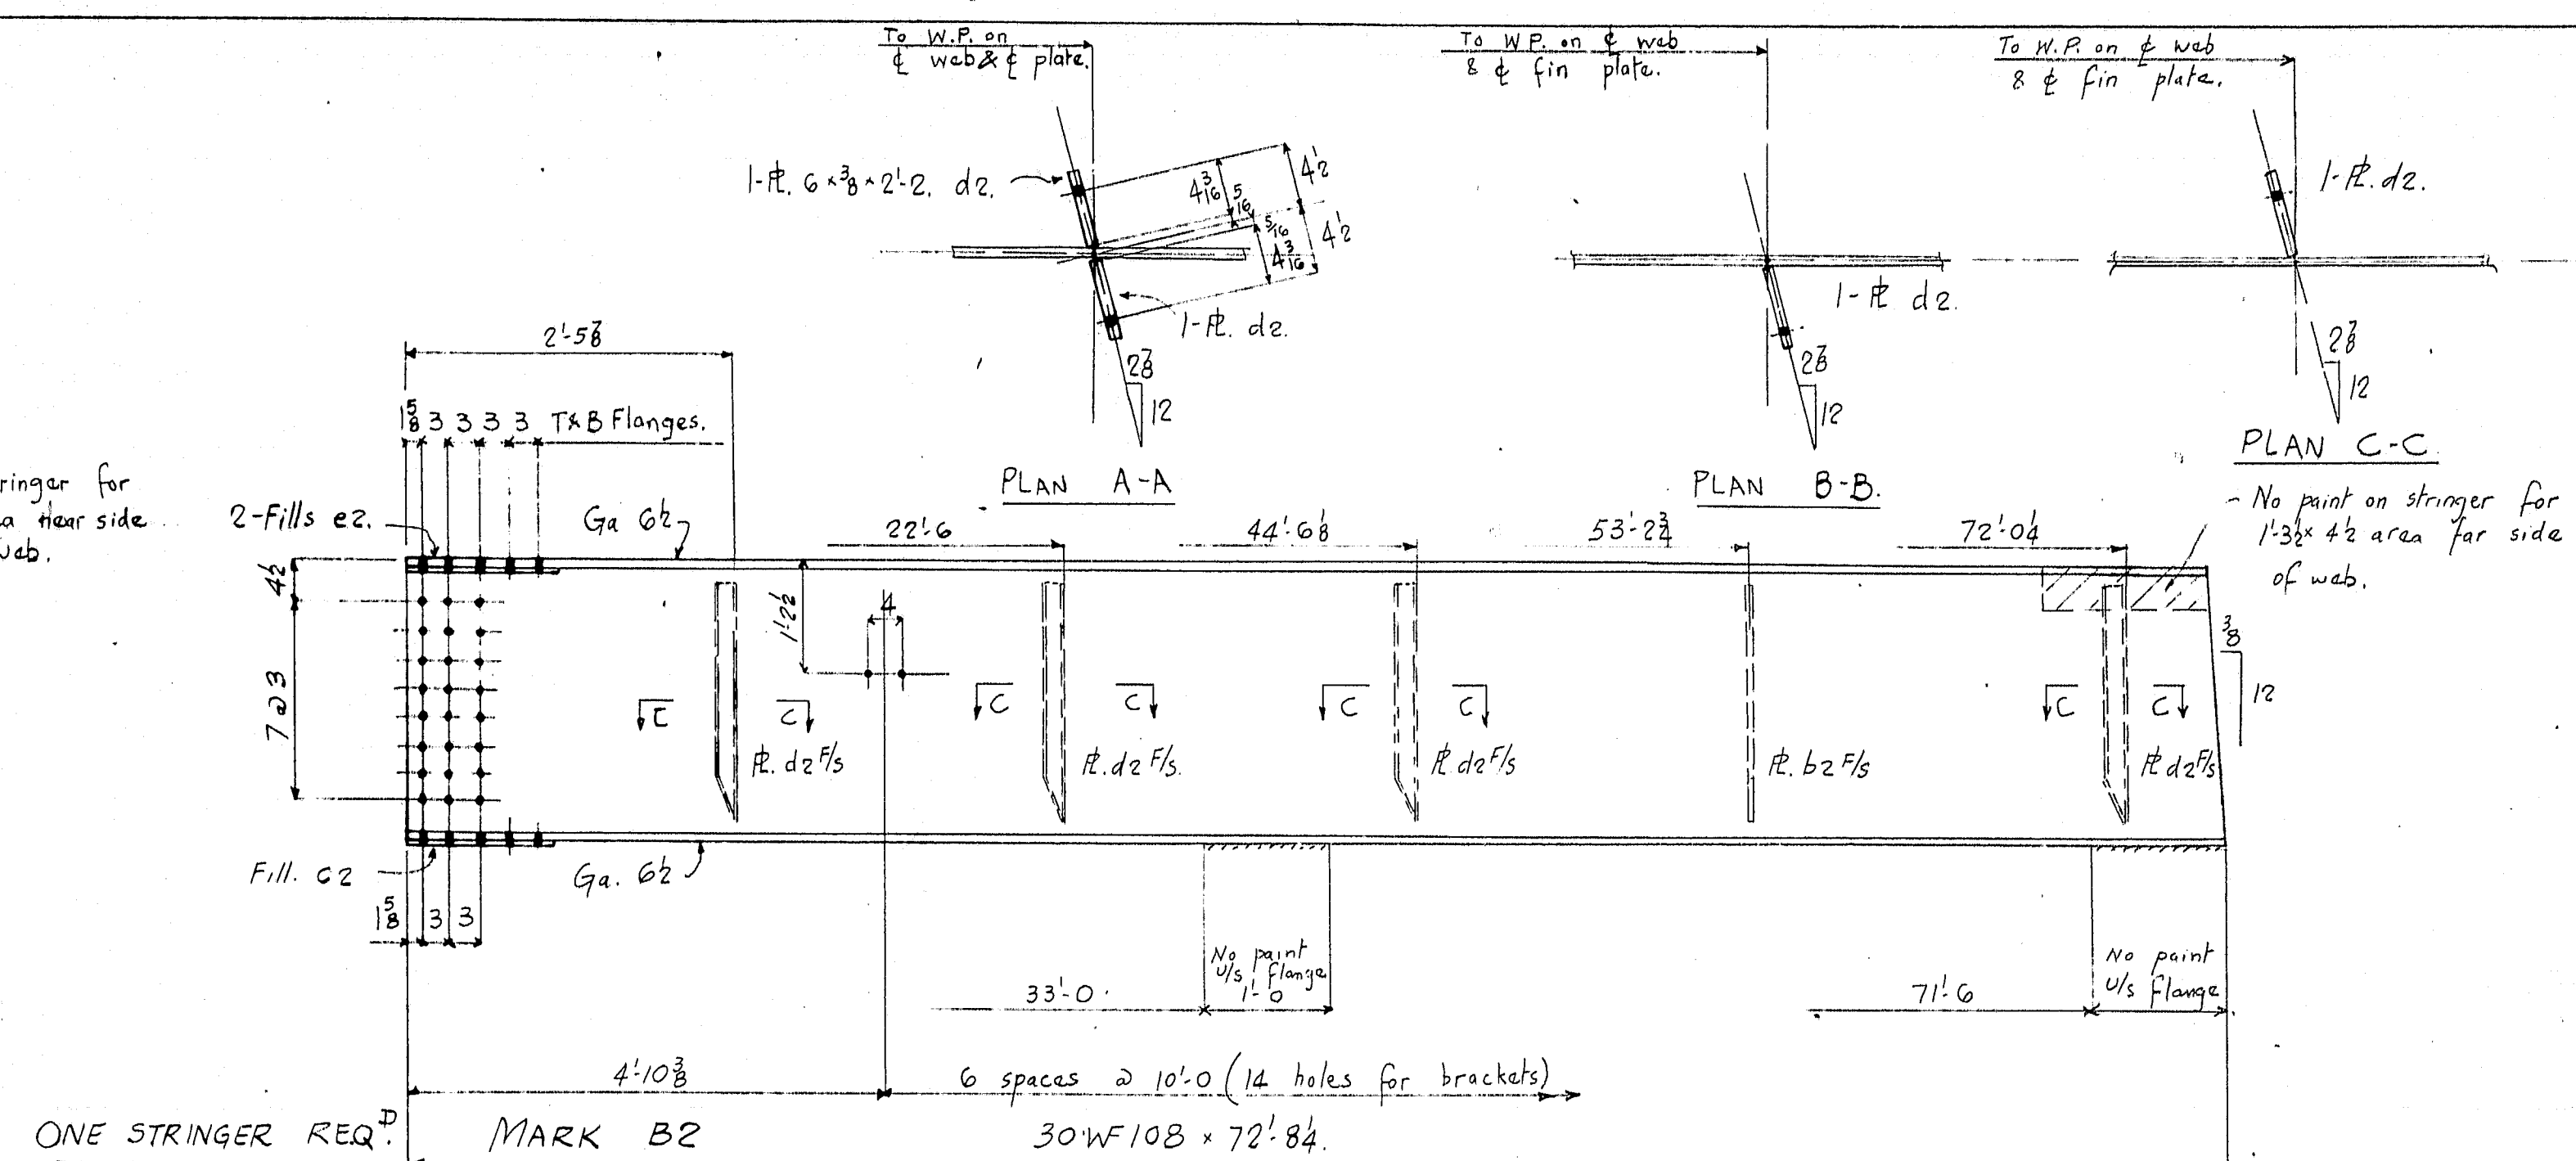 To W.P. on
℄ web & ℄ plate.
To W.P. on ℄ web
& ℄ fin plate.
To W.P. on ℄ web
& ℄ fin plate.
1-PL. 6 x 3/8 x 2'-2. d2.
4 3/16
5/16
4 1/2
5/16
4 3/16
4 1/2
1-PL. d2.
2 7/8
12
PLAN A-A
1-PL d2.
2 7/8
12
PLAN B-B.
1-PL. d2.
2 7/8
12
PLAN C-C.
- No paint on stringer for
1'-3 1/2 x 4 1/2 area far side
of web.
ringer for
a near side
web.
2'-5 7/8
1 5/8 3 3 3 3 T&B Flanges.
2-Fills e2.
Ga 6 1/2
22'-6
44'-6 1/8
53'-2 3/4
72'-0 1/4
4 1/2
7@3
1'-2 1/2
4
C C C C C C C C
PL. d2 F/s
PL. d2 F/s.
PL d2 F/s
PL. b2 F/s
PL d2 F/s
3/8
12
Fill. c2
Ga. 6 1/2
1 5/8 3 3
33'-0
No paint
U/s flange
1'-0
71'-6
No paint
U/s flange
4'-10 3/8
6 spaces @ 10'-0 (14 holes for brackets)
ONE STRINGER REQ'D. MARK B2
30 WF 108 x 72'-8 1/4.